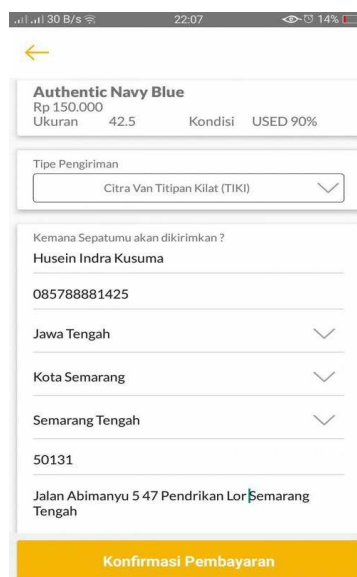 30 B/s 22:07 14%
Authentic Navy Blue
Rp 150.000
Ukuran 42.5 Kondisi USED 90%
Tipe Pengiriman
Citra Van Titipan Kilat (TIKI)
Kemana Sepatumu akan dikirimkan ?
Husein Indra Kusuma
085788881425
Jawa Tengah
Kota Semarang
Semarang Tengah
50131
Jalan Abimanyu 5 47 Pendrikan Lor Semarang
Tengah
Konfirmasi Pembayaran